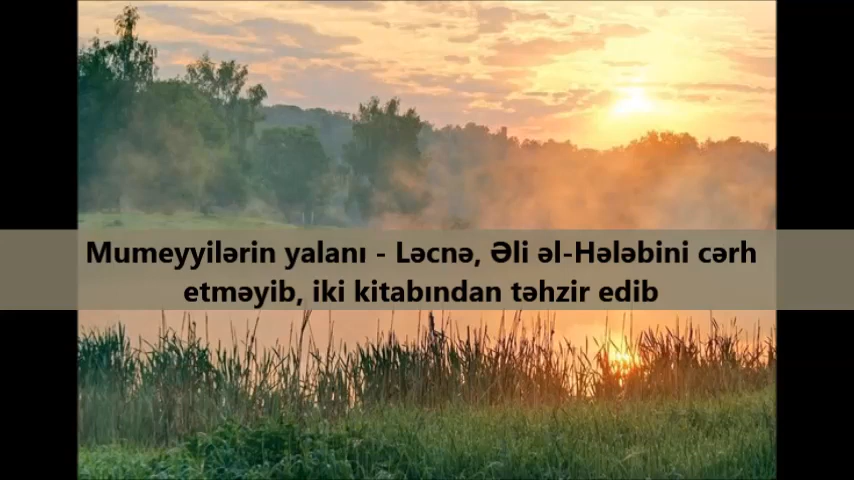 Mumeyyilərin yalanı - Ləcnə, Əli əl-Hələbini cərh
etməyib, iki kitabından təhzir edib